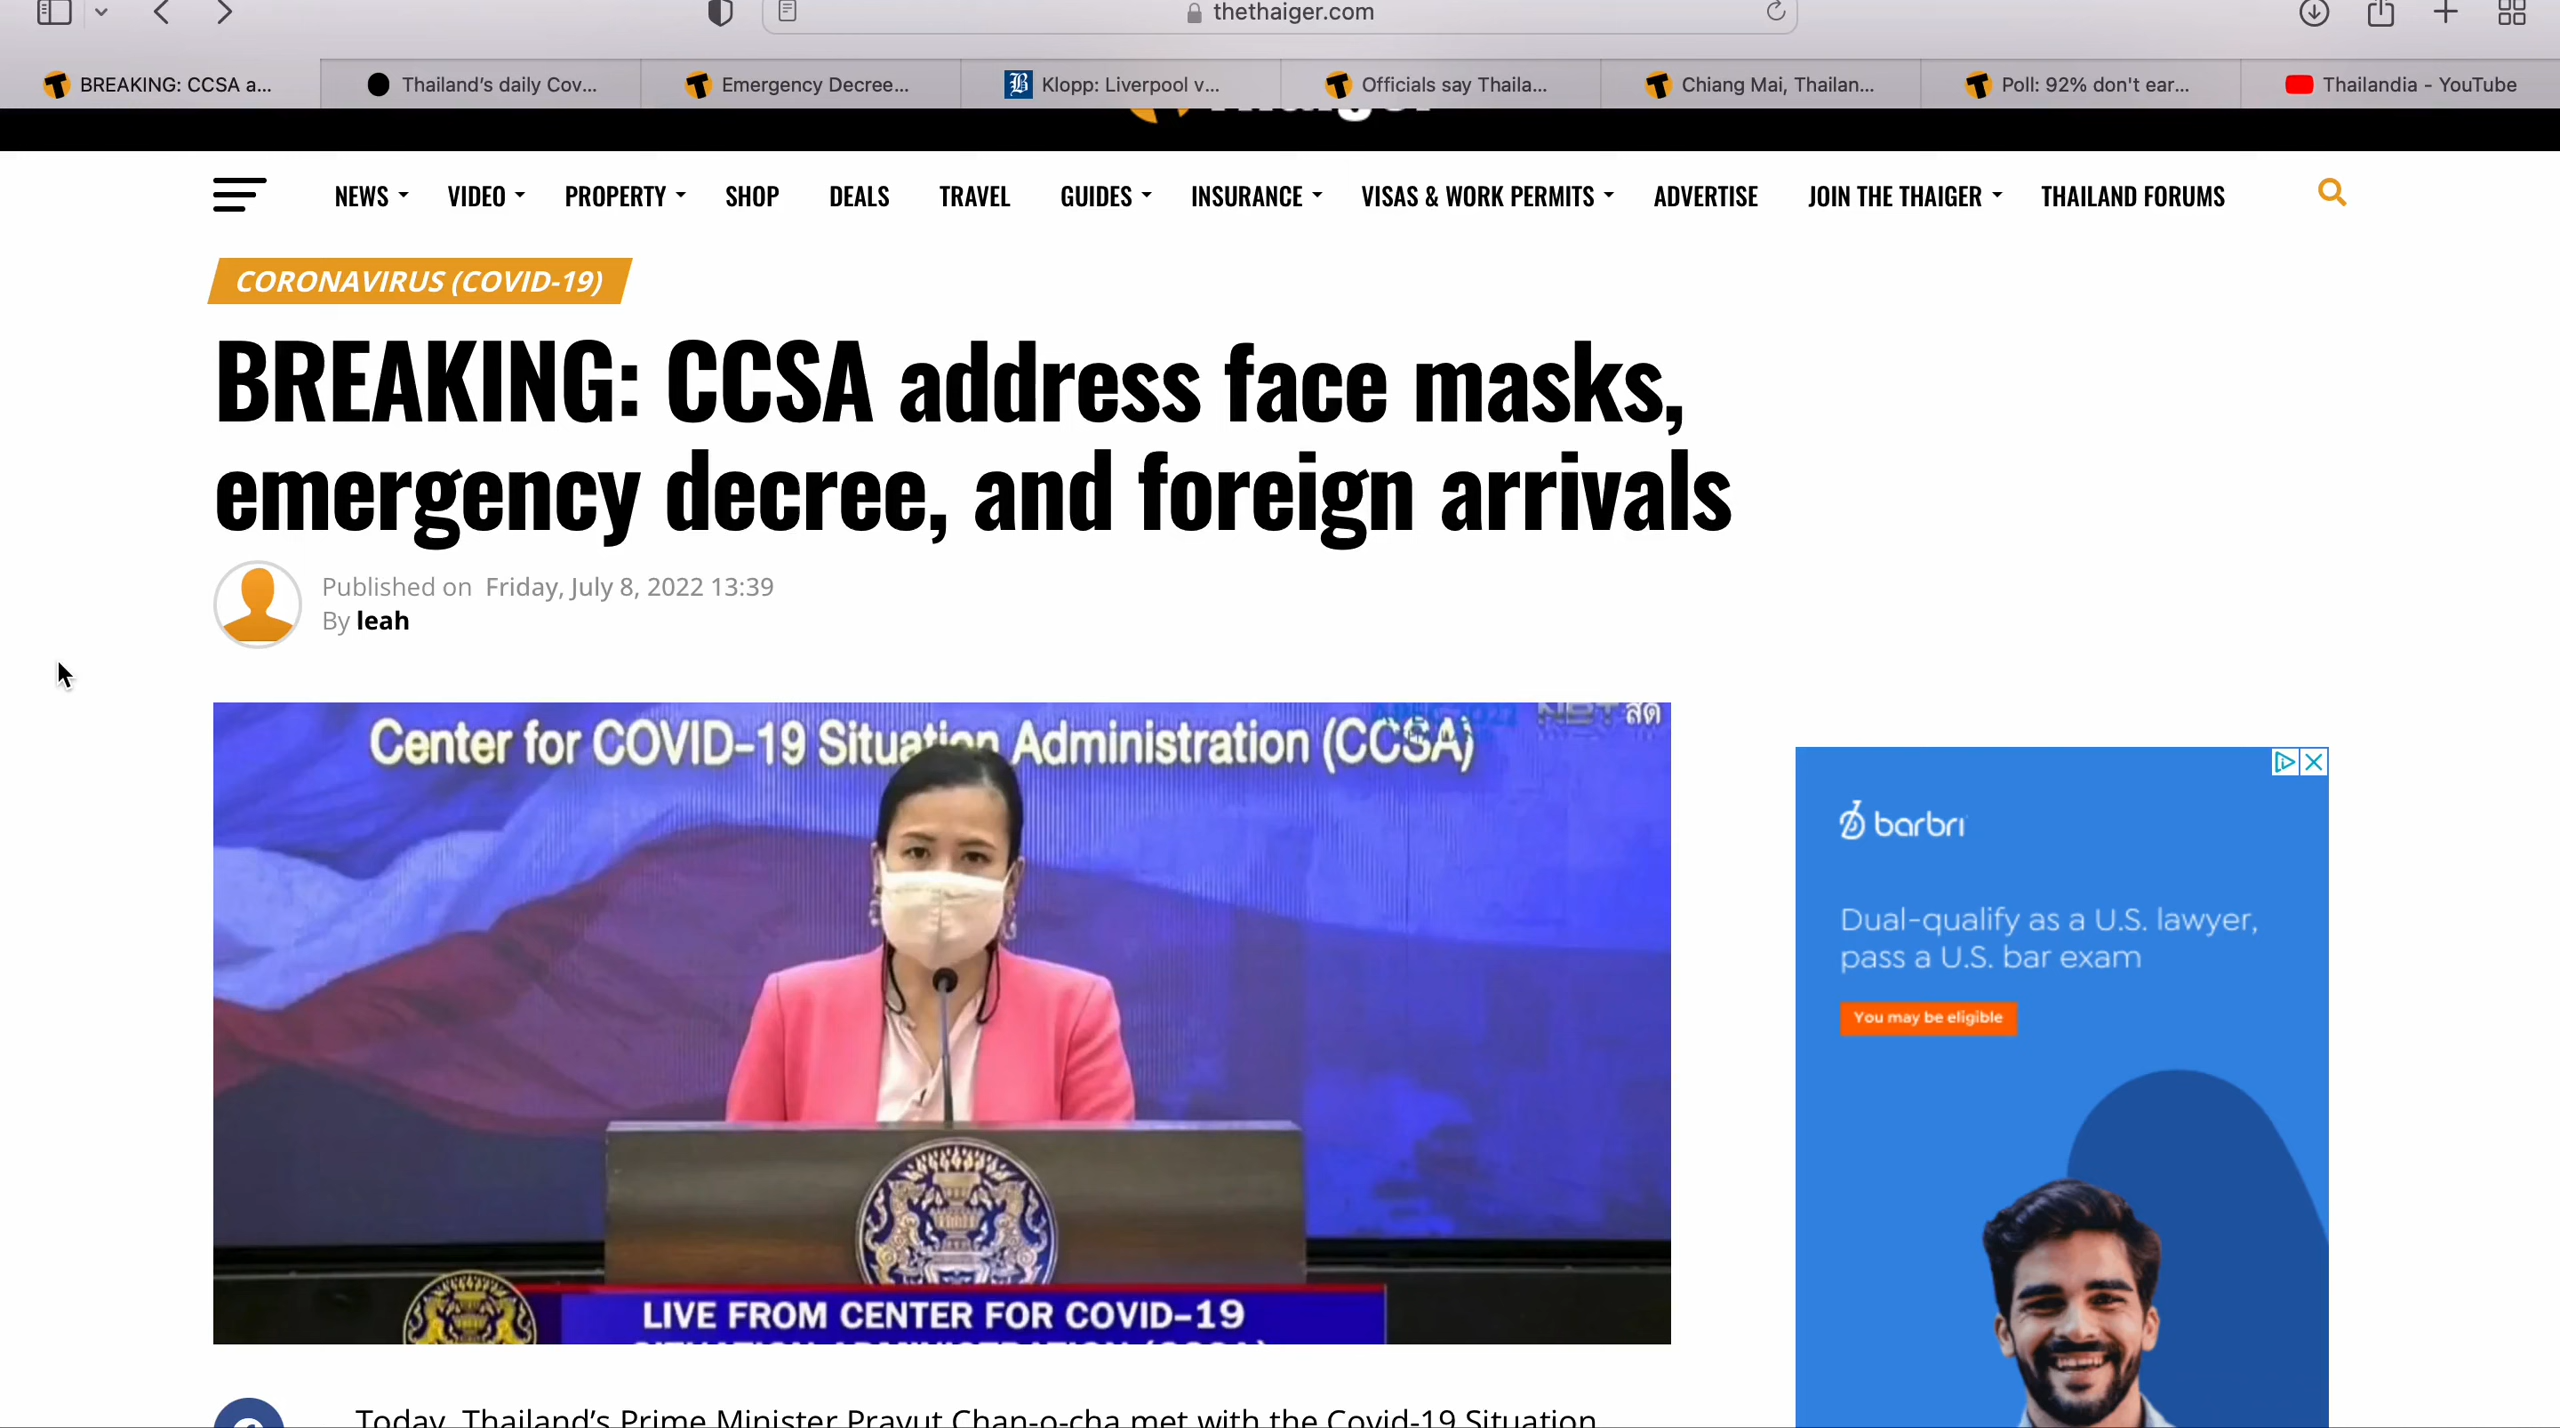 thethaiger.com
BREAKING: CCSA a...
Thailand's daily Cov...
Emergency Decree...
Klopp: Liverpool v...
Officials say Thaila...
Chiang Mai, Thailan...
Poll: 92% don't ear...
Thailandia - YouTube
NEWS
VIDEO
PROPERTY
SHOP
DEALS
TRAVEL
GUIDES
INSURANCE
VISAS & WORK PERMITS
ADVERTISE
JOIN THE THAIGER
THAILAND FORUMS
CORONAVIRUS (COVID-19)
BREAKING: CCSA address face masks,
emergency decree, and foreign arrivals
Published on Friday, July 8, 2022 13:39
By leah
APEC 2022
NBT สด
Center for COVID-19 Situation Administration (CCSA)
LIVE FROM CENTER FOR COVID-19
barbri
Dual-qualify as a U.S. lawyer,
pass a U.S. bar exam
You may be eligible
Today, Thailand's Prime Minister Prayut Chan-o-cha met with the Covid-19 Situation